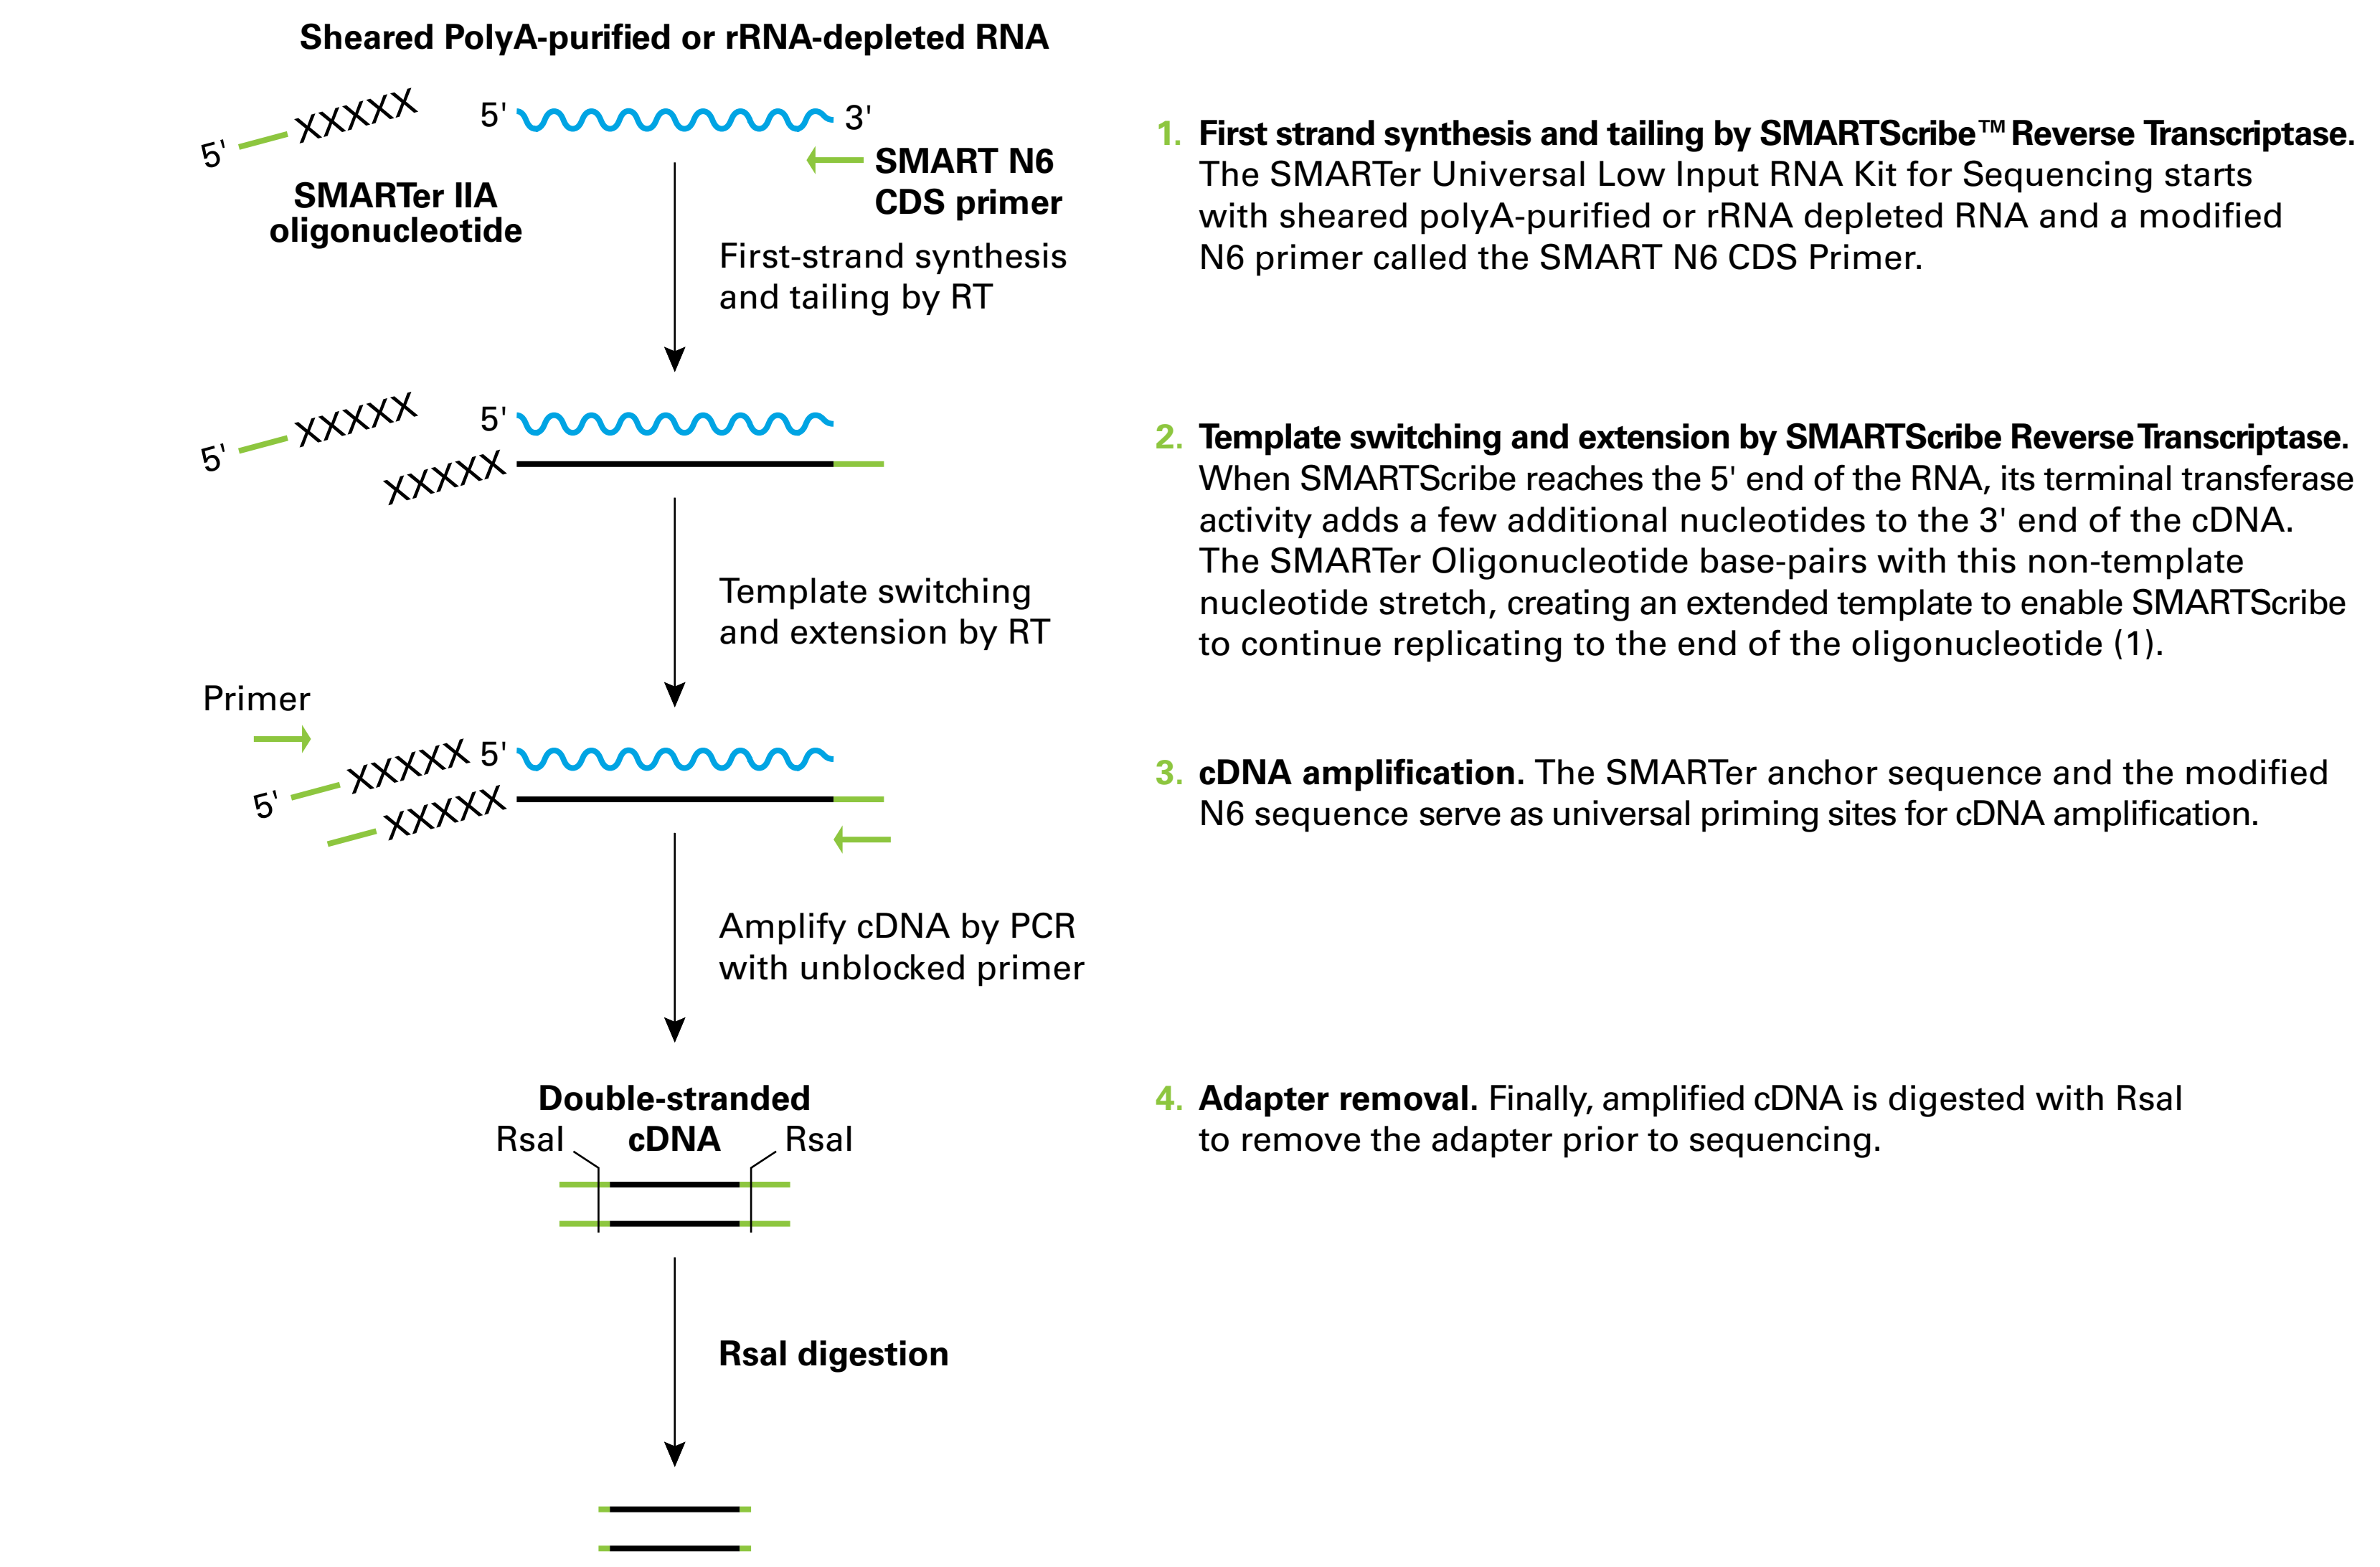 Sheared PolyA-purified or rRNA-depleted RNA
5' XXXXX 5' 3'
SMARTer IIA
oligonucleotide
SMART N6
CDS primer
First-strand synthesis
and tailing by RT
1. First strand synthesis and tailing by SMARTScribe™ Reverse Transcriptase.
The SMARTer Universal Low Input RNA Kit for Sequencing starts
with sheared polyA-purified or rRNA depleted RNA and a modified
N6 primer called the SMART N6 CDS Primer.
5' XXXXX 5'
XXXXX
Template switching
and extension by RT
2. Template switching and extension by SMARTScribe Reverse Transcriptase.
When SMARTScribe reaches the 5' end of the RNA, its terminal transferase
activity adds a few additional nucleotides to the 3' end of the cDNA.
The SMARTer Oligonucleotide base-pairs with this non-template
nucleotide stretch, creating an extended template to enable SMARTScribe
to continue replicating to the end of the oligonucleotide (1).
Primer
5' XXXXX 5'
XXXXX
Amplify cDNA by PCR
with unblocked primer
3. cDNA amplification. The SMARTer anchor sequence and the modified
N6 sequence serve as universal priming sites for cDNA amplification.
Double-stranded
RsaI cDNA RsaI
4. Adapter removal. Finally, amplified cDNA is digested with RsaI
to remove the adapter prior to sequencing.
RsaI digestion